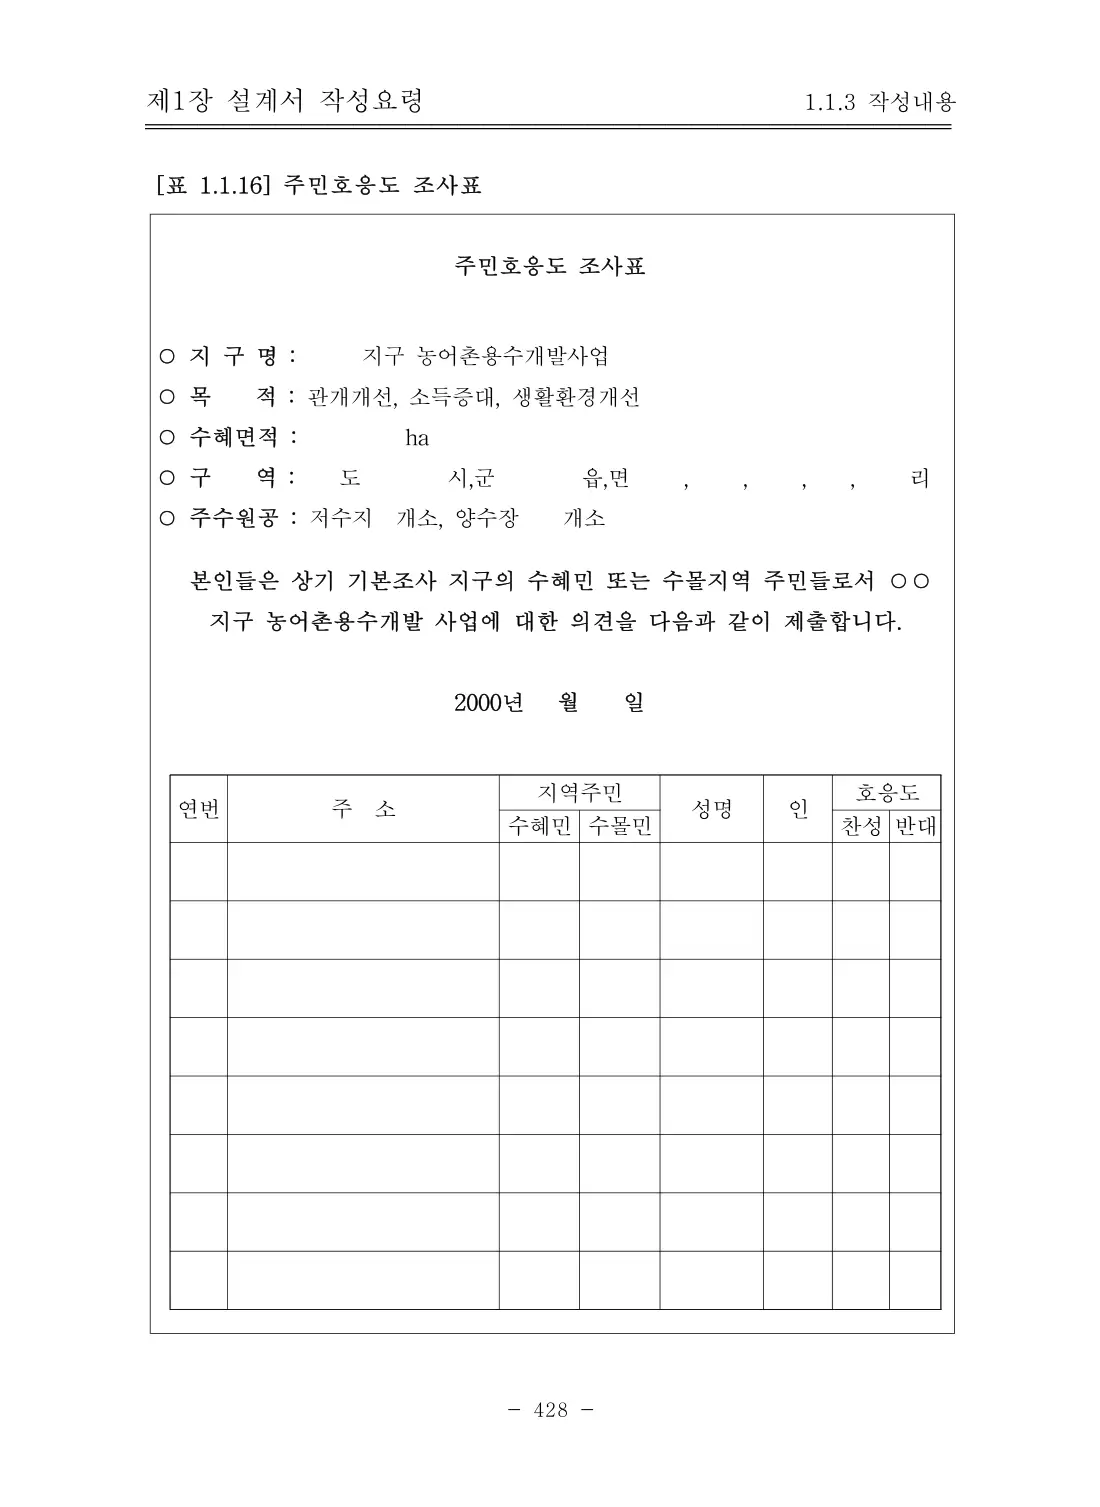 제1장 설계서 작성요령 1.1.3 작성내용
[표 1.1.16] 주민호응도 조사표
주민호응도 조사표
○ 지 구 명 : 지구 농어촌용수개발사업
○ 목 적 : 관개개선, 소득증대, 생활환경개선
○ 수혜면적 : ha
○ 구 역 : 도 시,군 읍,면 , , , , 리
○ 주수원공 : 저수지 개소, 양수장 개소
본인들은 상기 기본조사 지구의 수혜민 또는 수몰지역 주민들로서 ○○
지구 농어촌용수개발 사업에 대한 의견을 다음과 같이 제출합니다.
2000년 월 일
연번 주 소 지역주민 성명 인 호응도
수혜민 수몰민 찬성 반대
- 428 -